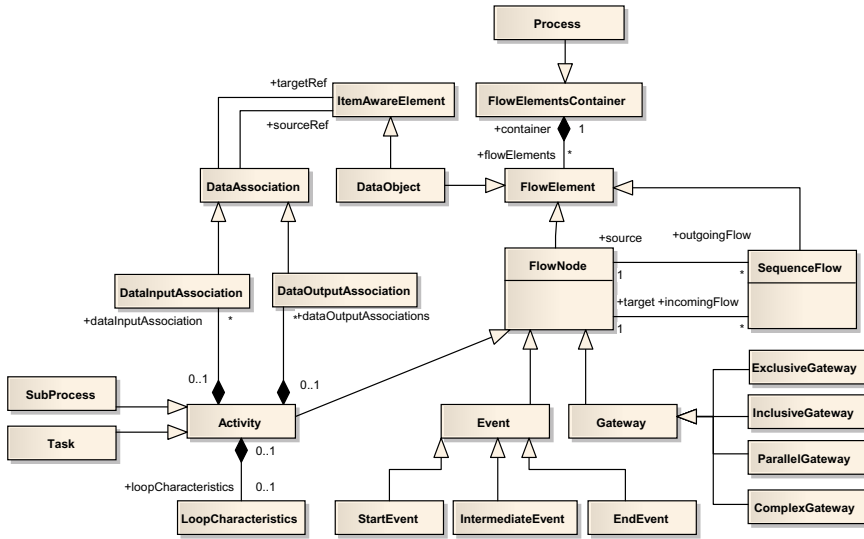 Process
+targetRef
ItemAwareElement
FlowElementsContainer
+sourceRef
+container 1
+flowElements *
DataAssociation
DataObject
FlowElement
+source
+outgoingFlow
FlowNode
SequenceFlow
1
*
DataInputAssociation
DataOutputAssociation
+target +incomingFlow
+dataInputAssociation *
*
+dataOutputAssociations
1
*
ExclusiveGateway
0..1
0..1
SubProcess
Activity
Event
Gateway
InclusiveGateway
Task
0..1
ParallelGateway
+loopCharacteristics
0..1
LoopCharacteristics
StartEvent
IntermediateEvent
EndEvent
ComplexGateway